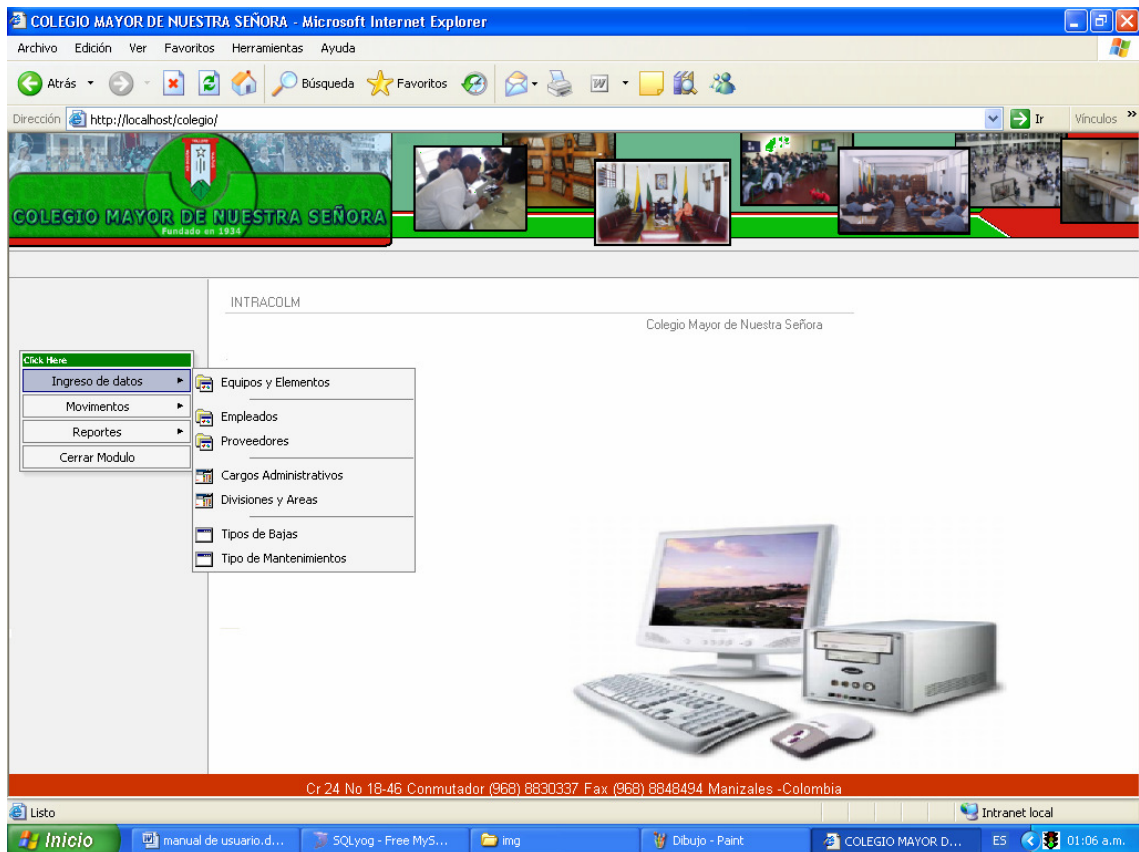 COLEGIO MAYOR DE NUESTRA SEÑORA - Microsoft Internet Explorer
Archivo Edición Ver Favoritos Herramientas Ayuda
Atrás Búsqueda Favoritos
Dirección http://localhost/colegio/ Ir Vínculos »
COLEGIO MAYOR DE NUESTRA SEÑORA
Fundado en 1934
INTRACOLM
Colegio Mayor de Nuestra Señora
Click Here
Ingreso de datos
Movimentos
Reportes
Cerrar Modulo
Equipos y Elementos
Empleados
Proveedores
Cargos Administrativos
Divisiones y Areas
Tipos de Bajas
Tipo de Mantenimientos
Cr 24 No 18-46 Conmutador (968) 8830337 Fax (968) 8848494 Manizales -Colombia
Listo Intranet local
Inicio manual de usuario.d... SQLyog - Free MyS... img Dibujo - Paint COLEGIO MAYOR D... ES 01:06 a.m.